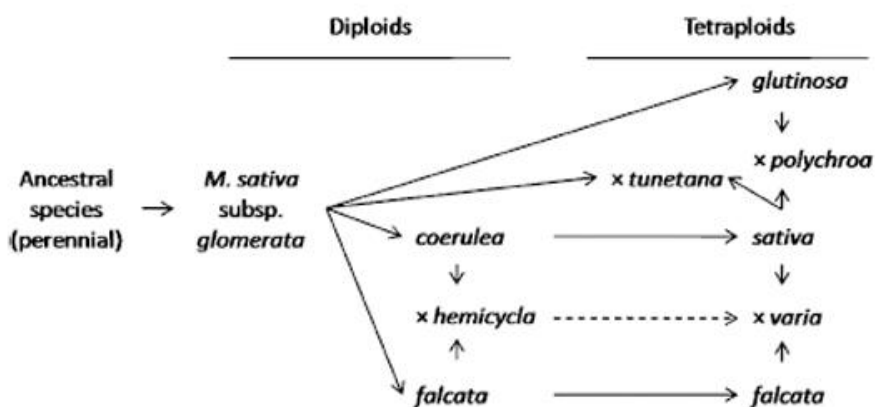 Diploids
Tetraploids
glutinosa
× polychroa
× tunetana
Ancestral
species
(perennial)
M. sativa
subsp.
glomerata
coerulea
sativa
× hemicycla
× varia
falcata
falcata